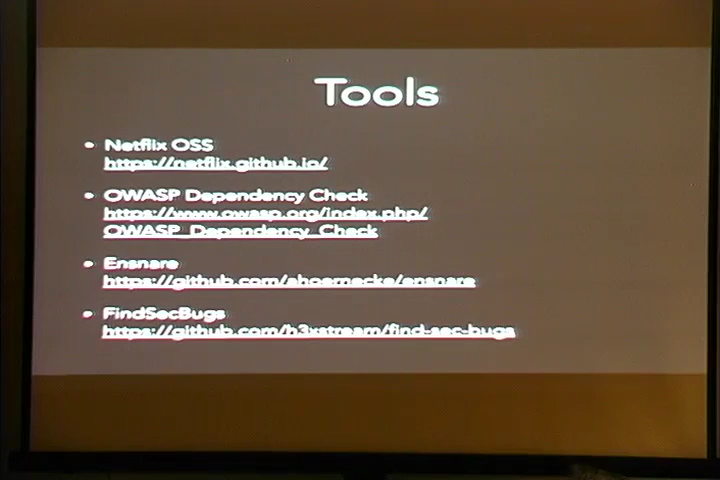 Tools
• Netflix OSS
https://netflix.github.io/
• OWASP Dependency Check
https://www.owasp.org/index.php/
OWASP_Dependency_Check
• Ensnare
https://github.com/ahoernecke/ensnare
• FindSecBugs
https://github.com/h3xstream/find-sec-bugs